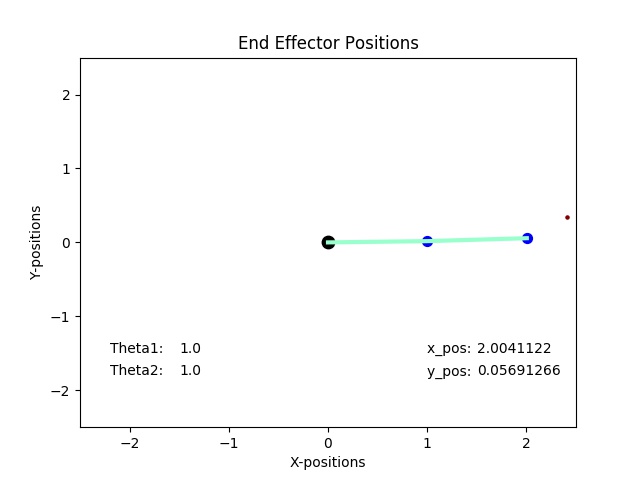 End Effector Positions
Y-positions
2
1
0
−1
−2
Theta1: 1.0
x_pos: 2.0041122
Theta2: 1.0
y_pos: 0.05691266
−2 −1 0 1 2
X-positions